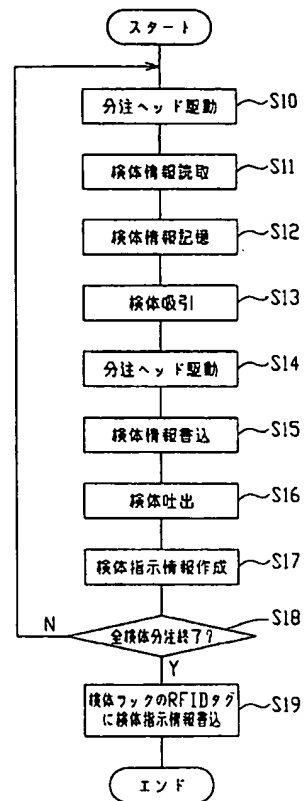 スタート
分注ヘッド駆動
S10
検体情報読取
S11
検体情報記憶
S12
検体吸引
S13
分注ヘッド駆動
S14
検体情報書込
S15
検体吐出
S16
検体指示情報作成
S17
全検体分注終了?
S18
N
Y
検体ラックのRFIDタグ
に検体指示情報書込
S19
エンド